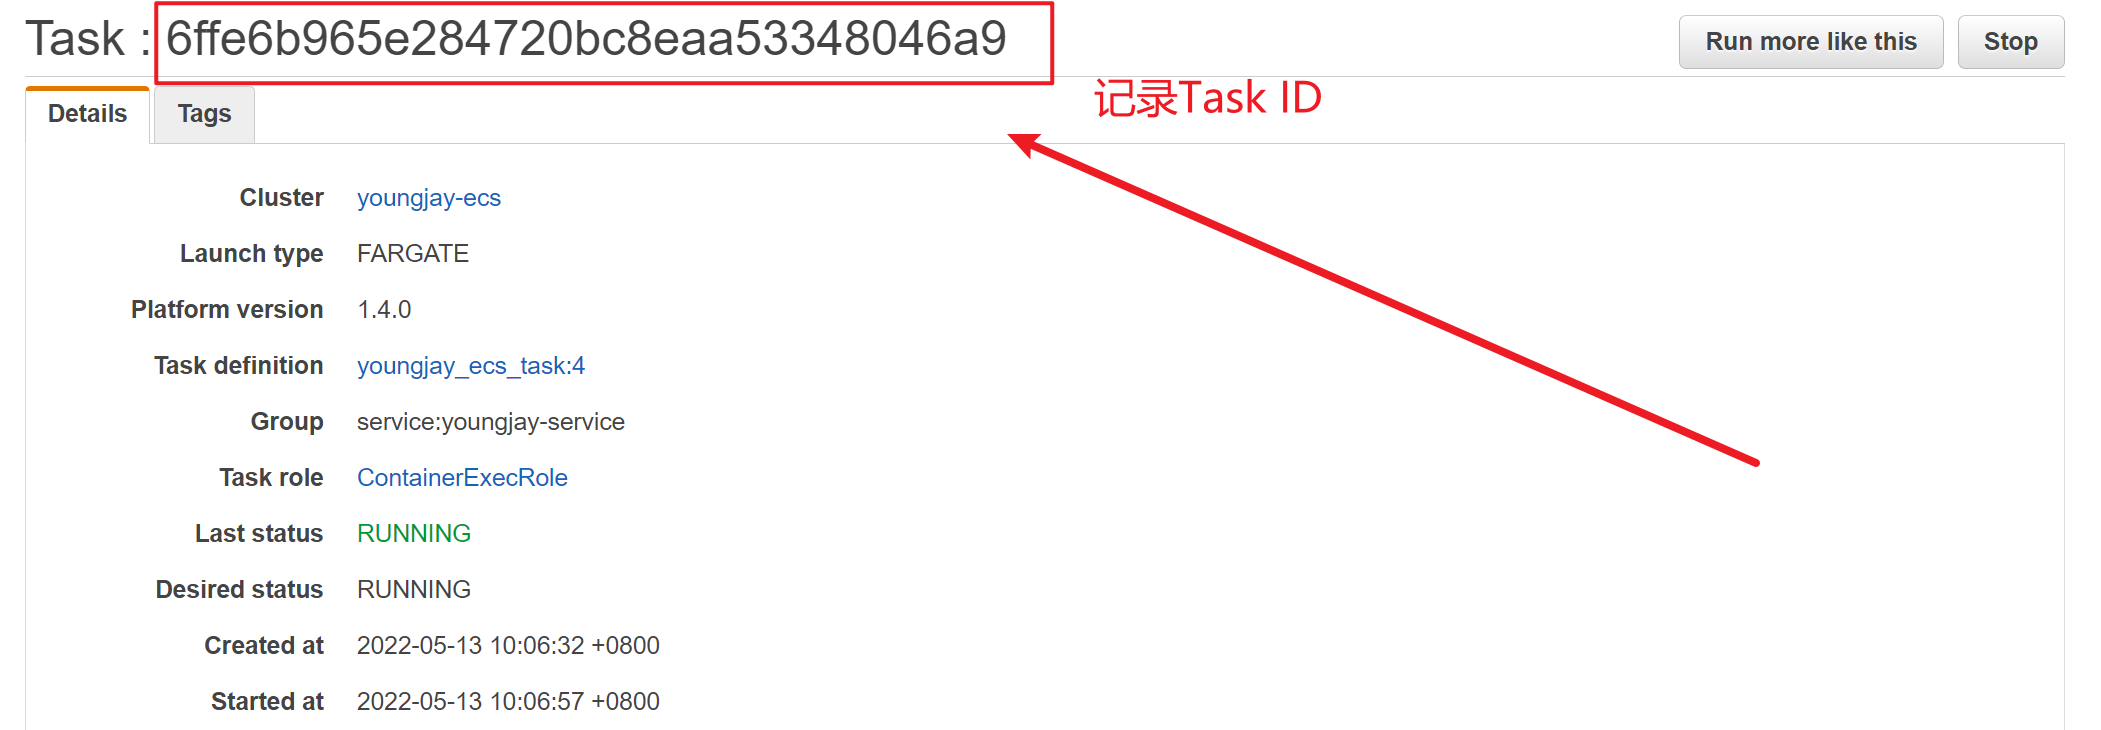 Task : 6ffe6b965e284720bc8eaa53348046a9
Run more like this
Stop
记录Task ID
Details
Tags
Cluster youngjay-ecs
Launch type FARGATE
Platform version 1.4.0
Task definition youngjay_ecs_task:4
Group service:youngjay-service
Task role ContainerExecRole
Last status RUNNING
Desired status RUNNING
Created at 2022-05-13 10:06:32 +0800
Started at 2022-05-13 10:06:57 +0800